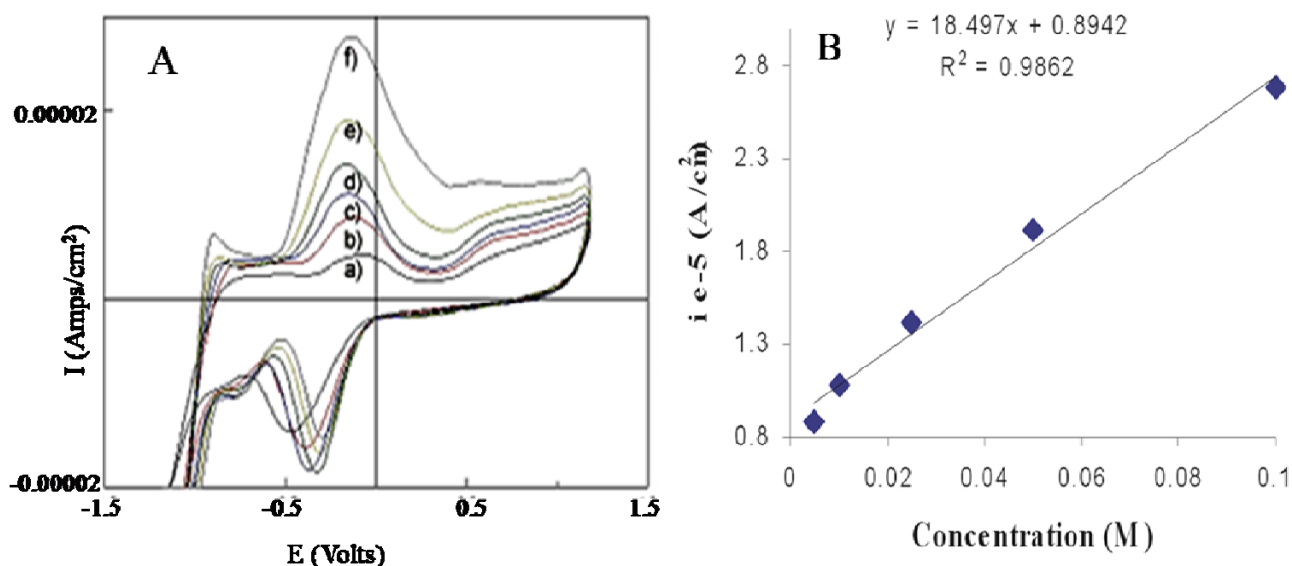 A
f)
e)
d)
c)
b)
a)
0.00002
-0.00002
I (Amps/cm²)
-1.5
-0.5
0.5
1.5
E (Volts)
B
y = 18.497x + 0.8942
R² = 0.9862
2.8
2.3
1.8
1.3
0.8
i e-5 (A/cm²)
0
0.02
0.04
0.06
0.08
0.1
Concentration (M)